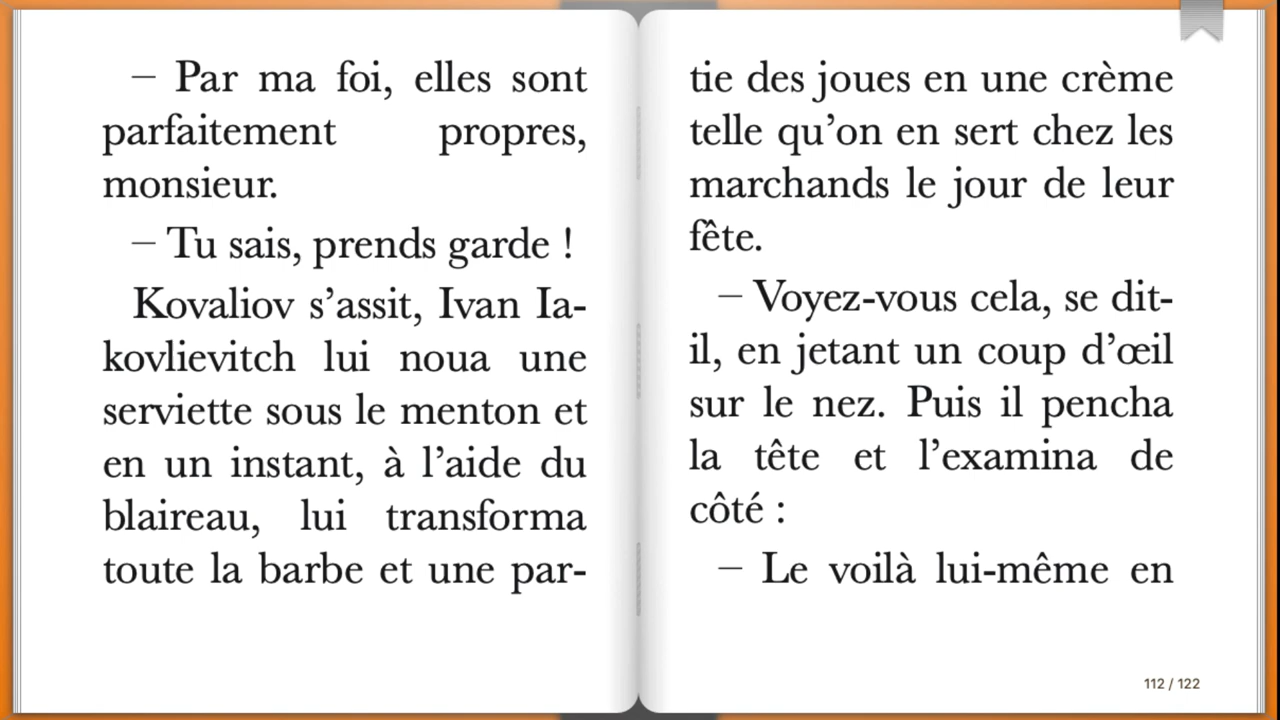 – Par ma foi, elles sont
parfaitement propres,
monsieur.
– Tu sais, prends garde !
Kovaliov s’assit, Ivan Ia-
kovlievitch lui noua une
serviette sous le menton et
en un instant, à l’aide du
blaireau, lui transforma
toute la barbe et une par-
tie des joues en une crème
telle qu’on en sert chez les
marchands le jour de leur
fête.
– Voyez-vous cela, se dit-
il, en jetant un coup d’œil
sur le nez. Puis il pencha
la tête et l’examina de
côté :
– Le voilà lui-même en
112 / 122